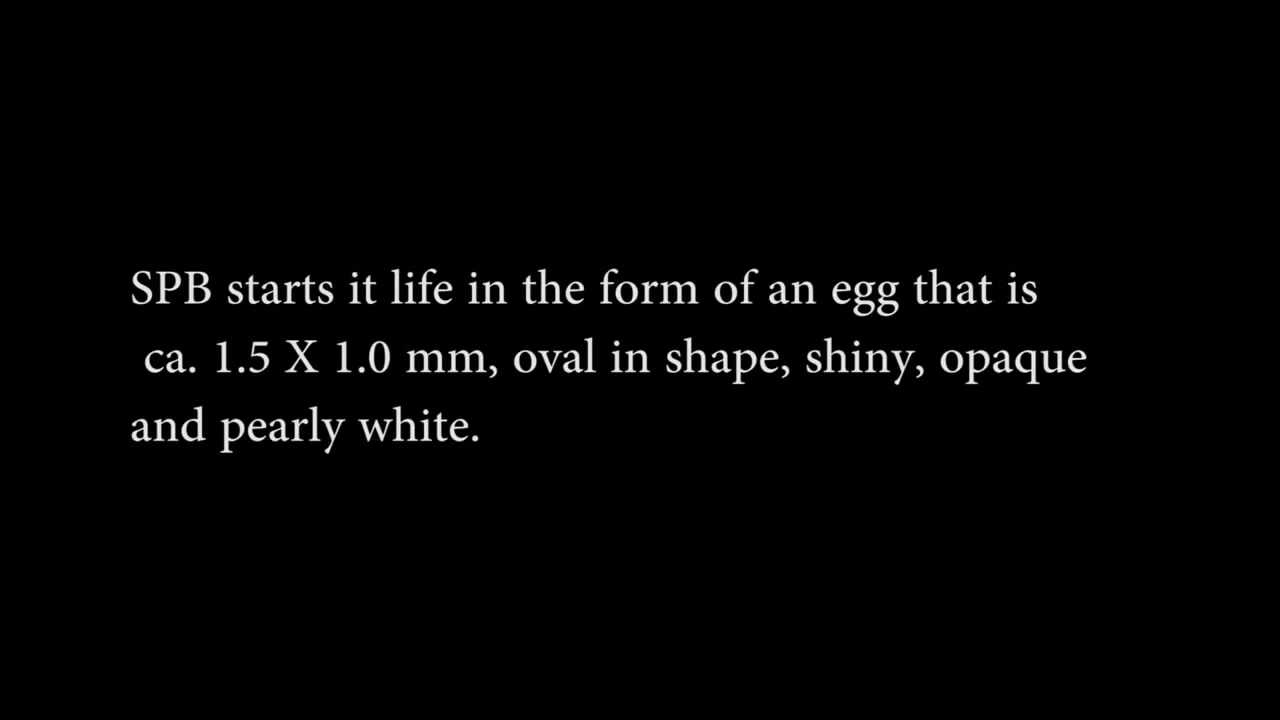 SPB starts it life in the form of an egg that is
ca. 1.5 X 1.0 mm, oval in shape, shiny, opaque
and pearly white.